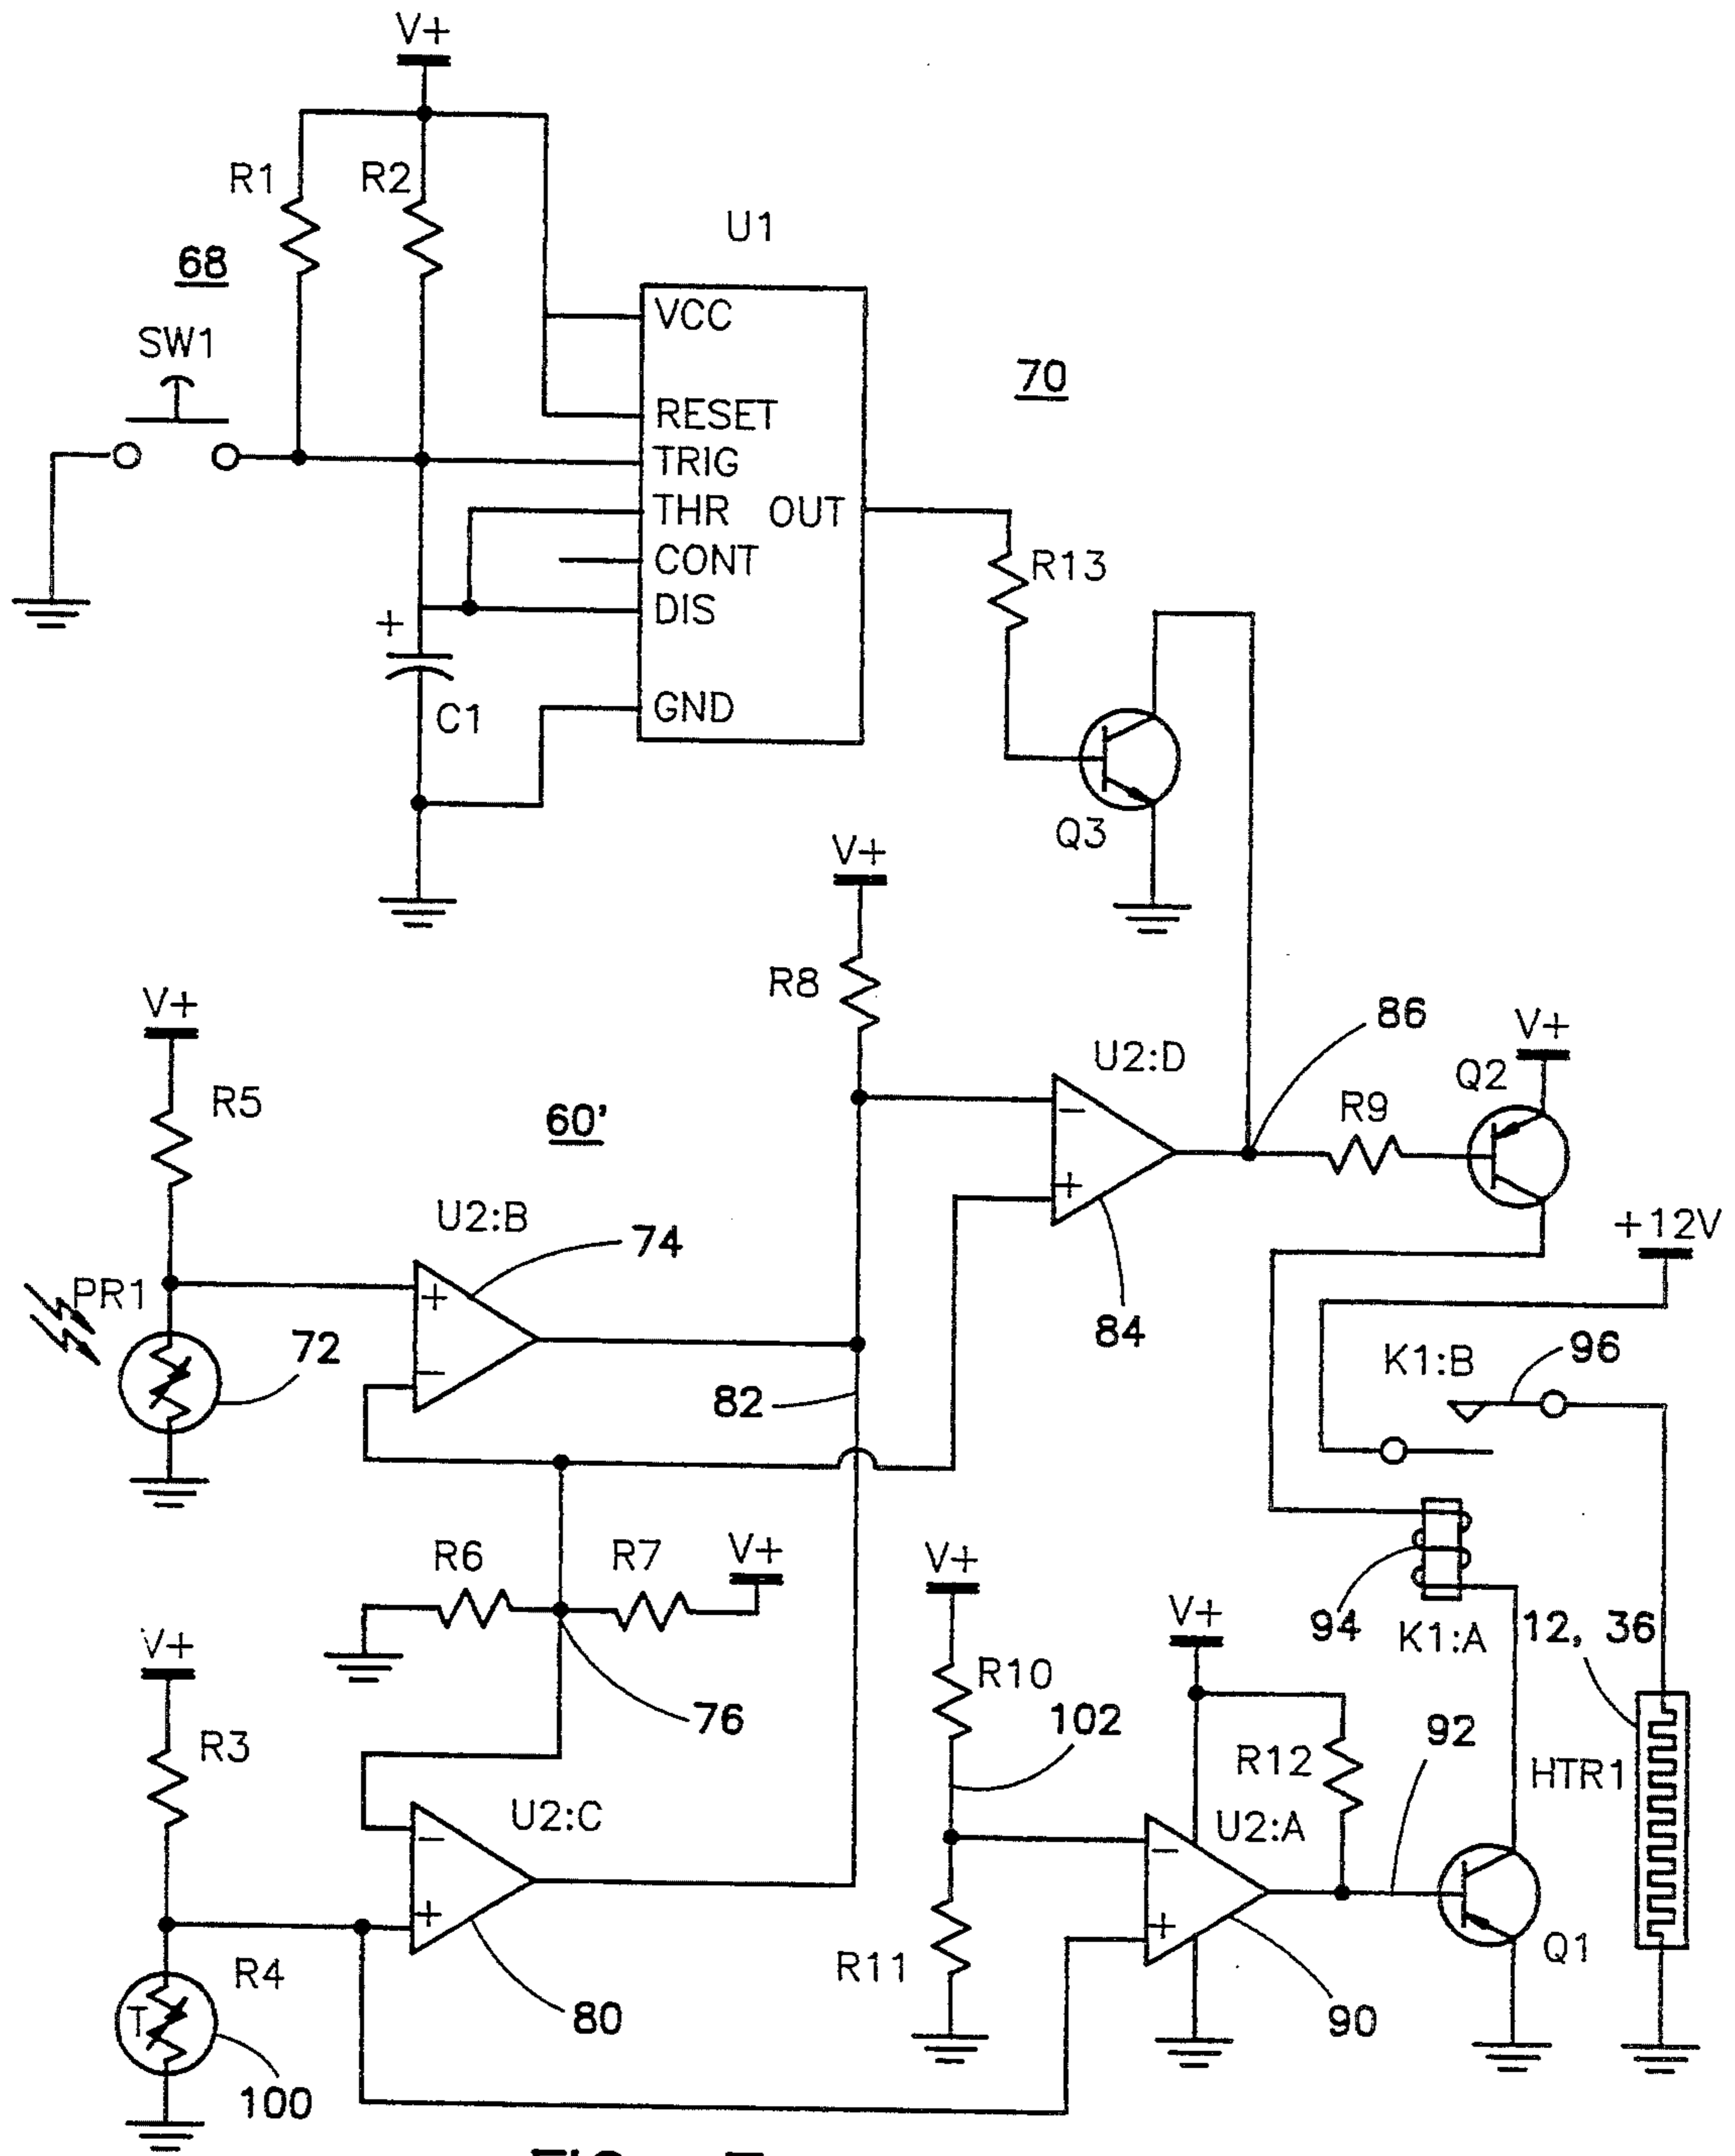 V+
R1
R2
U1
68
VCC
SW1
70
RESET
TRIG
THR
OUT
CONT
R13
DIS
+
C1
GND
Q3
V+
R8
V+
86
V+
U2:D
Q2
R5
60'
R9
−
+
U2:B
74
+12V
PR1
+
84
72
−
K1:B
96
82
R6
R7
V+
V+
94
K1:A
12, 36
V+
V+
R10
76
102
92
R3
R12
HTR1
U2:C
U2:A
−
−
+
+
R4
R11
Q1
T
80
90
100